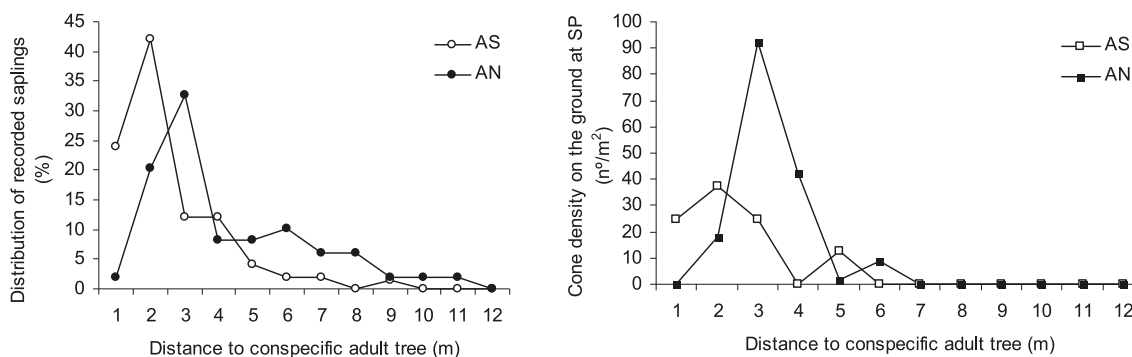 45
40
35
30
25
20
15
10
5
0
Distribution of recorded saplings
(%)
AS
AN
1 2 3 4 5 6 7 8 9 10 11 12
Distance to conspecific adult tree (m)
100
90
80
70
60
50
40
30
20
10
0
Cone density on the ground at SP
(nº/m²)
AS
AN
1 2 3 4 5 6 7 8 9 10 11 12
Distance to conspecific adult tree (m)